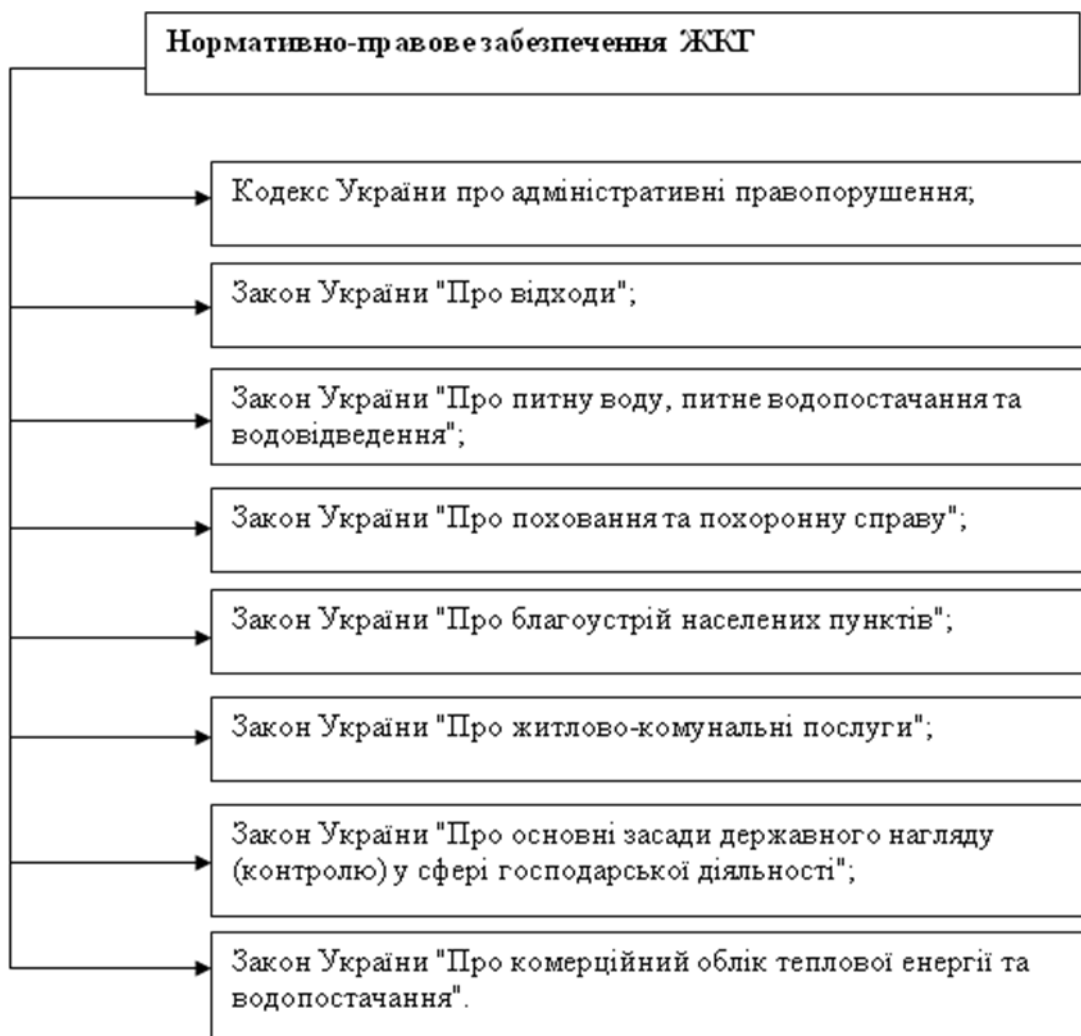 Нормативно-правове забезпечення ЖКГ
Кодекс України про адміністративні правопорушення;
Закон України "Про відходи";
Закон України "Про питну воду, питне водопостачання та
водовідведення";
Закон України "Про поховання та похоронну справу";
Закон України "Про благоустрій населених пунктів";
Закон України "Про житлово-комунальні послуги";
Закон України "Про основні засади державного нагляду
(контролю) у сфері господарської діяльності";
Закон України "Про комерційний облік теплової енергії та
водопостачання".